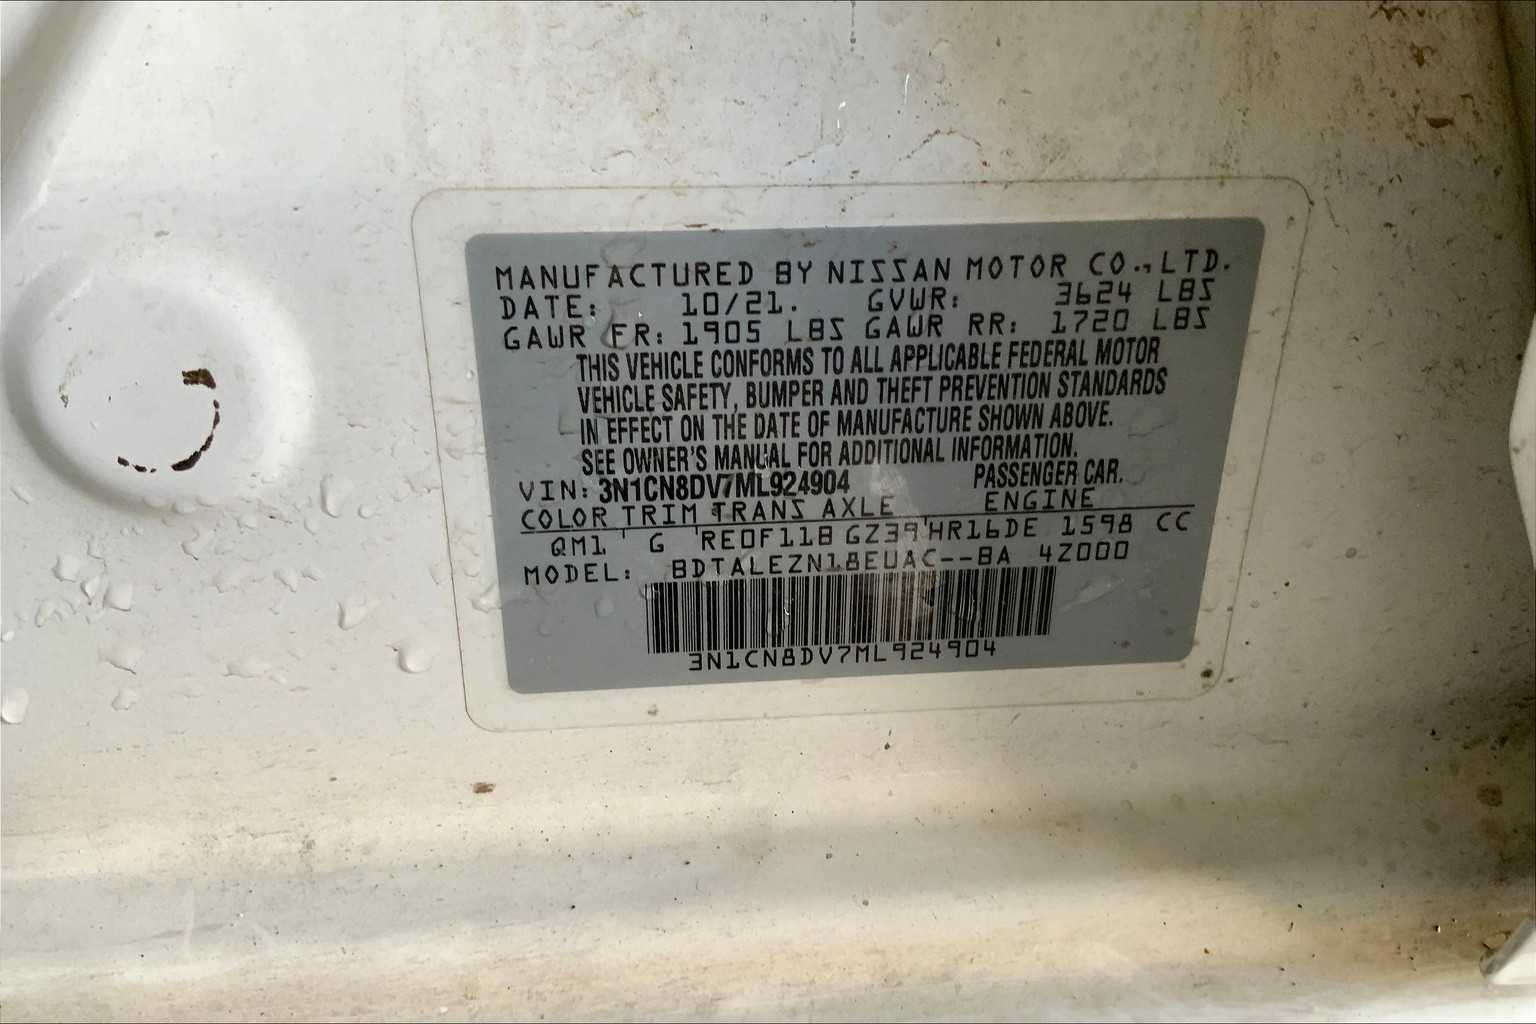 MANUFACTURED BY NISSAN MOTOR CO.,LTD.
DATE: 10/21. GVWR: 3624 LBS
GAWR FR: 1905 LBS GAWR RR: 1720 LBS
THIS VEHICLE CONFORMS TO ALL APPLICABLE FEDERAL MOTOR
VEHICLE SAFETY, BUMPER AND THEFT PREVENTION STANDARDS
IN EFFECT ON THE DATE OF MANUFACTURE SHOWN ABOVE.
SEE OWNER'S MANUAL FOR ADDITIONAL INFORMATION.
VIN: 3N1CN8DV7ML924904 PASSENGER CAR.
COLOR TRIM TRANS AXLE ENGINE
QM1 ' G ' RE0F11B GZ39'HR16DE 1598 CC
MODEL: BDTALEZN18EUAC--BA 4Z000
3N1CN8DV7ML924904